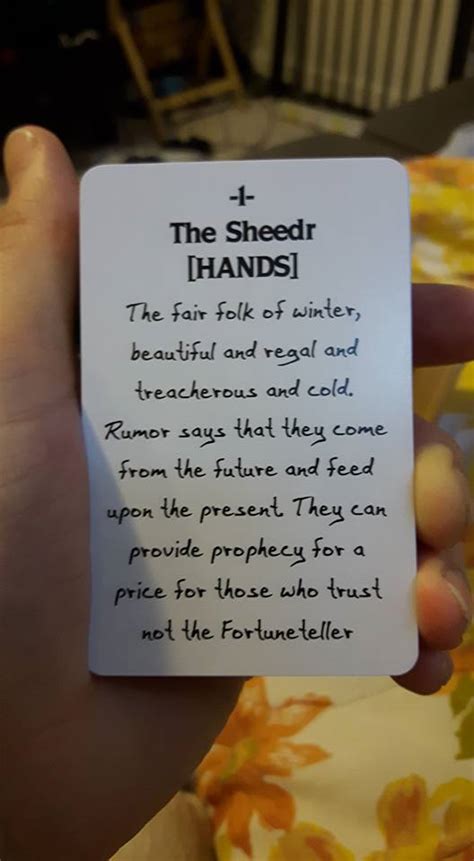 -1-
The Sheedr
[HANDS]
The fair folk of winter,
beautiful and regal and
treacherous and cold.
Rumor says that they come
from the future and feed
upon the present. They can
provide prophecy for a
price for those who trust
not the Fortuneteller